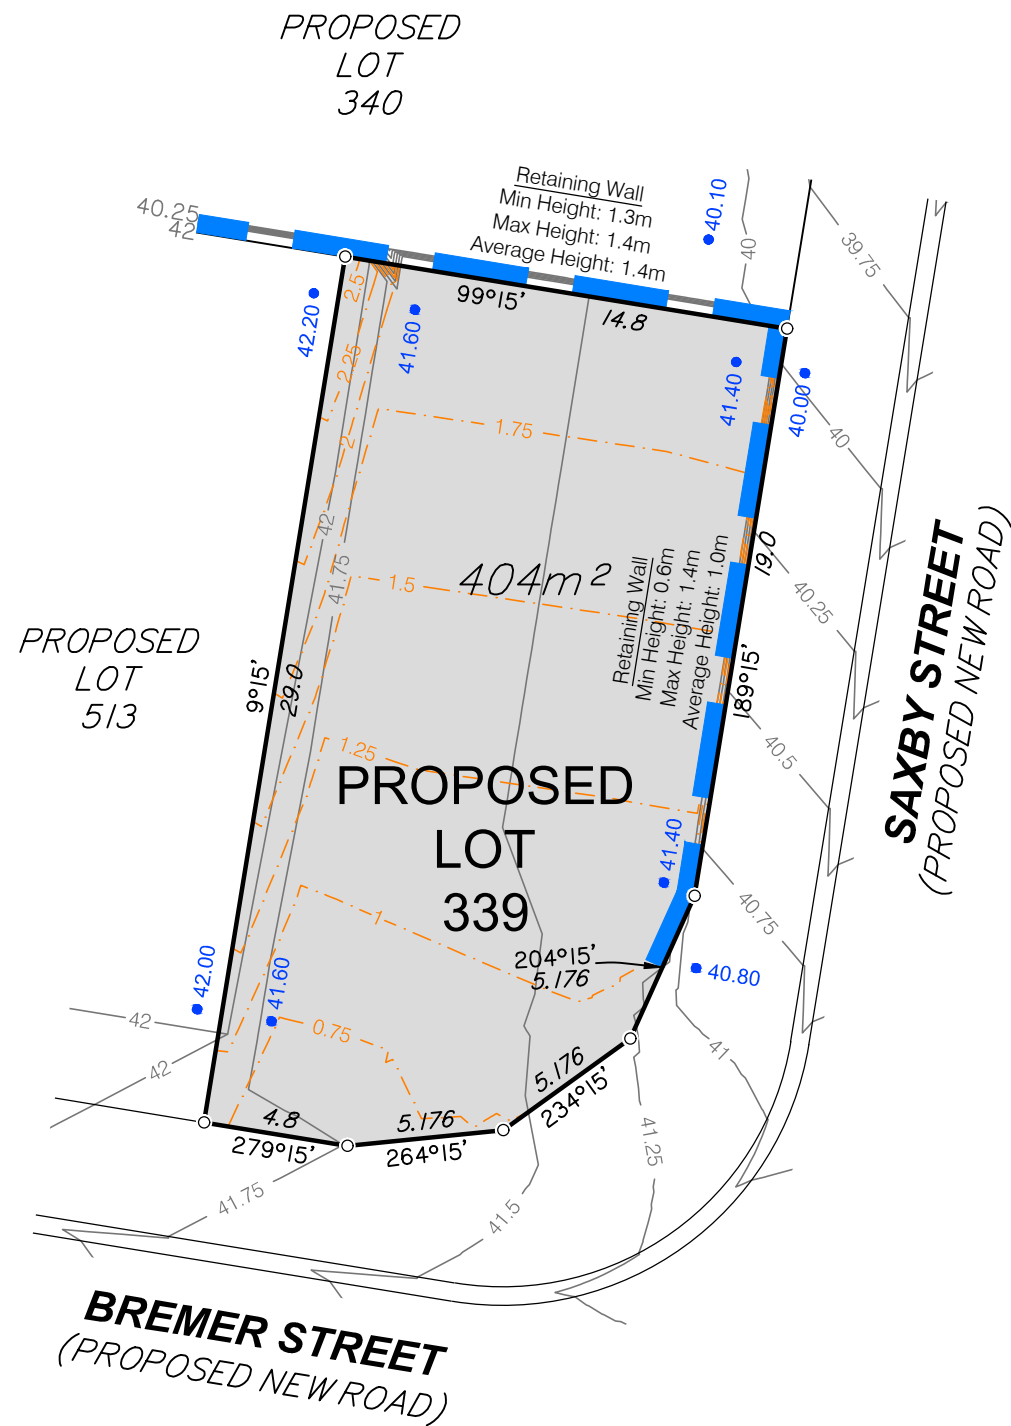 PROPOSED
LOT
340
Retaining Wall
Min Height: 1.3m
Max Height: 1.4m
Average Height: 1.4m
40.10
40
39.75
40.25
42
99°15'
14.8
2.5
42.20
41.60
2.25
2
41.40
40.00
40
1.75
42
41.75
1.5
404m²
Retaining Wall
Min Height: 0.6m
Max Height: 1.4m
Average Height: 1.0m
19.0
189°15'
40.25
SAXBY STREET
(PROPOSED NEW ROAD)
PROPOSED
LOT
513
9°15'
29.0
1.25
40.5
PROPOSED
LOT
339
41.40
40.75
1
204°15'
5.176
40.80
42.00
41.60
0.75
42
42
41
5.176
234°15'
4.8
279°15'
5.176
264°15'
41.25
41.75
41.5
BREMER STREET
(PROPOSED NEW ROAD)